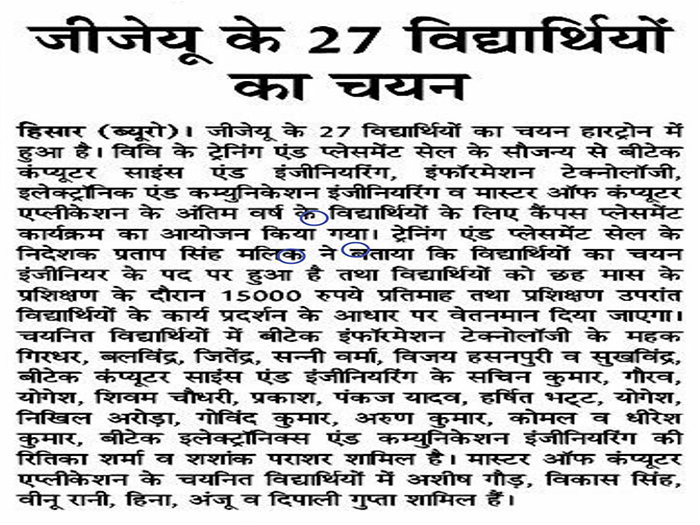 जीजेयू के 27 विद्यार्थियों
का चयन
हिसार (ब्यूरो)। जीजेयू के 27 विद्यार्थियों का चयन हारट्रोन में
हुआ है। विवि के ट्रेनिंग एंड प्लेसमेंट सेल के सौजन्य से बीटेक
कंप्यूटर साइंस एंड इंजीनियरिंग, इंफॉरमेशन टेक्नोलॉजी,
इलेक्ट्रॉनिक एंड कम्युनिकेशन इंजीनियरिंग व मास्टर ऑफ कंप्यूटर
एप्लीकेशन के अंतिम वर्ष के विद्यार्थियों के लिए कैंपस प्लेसमेंट
कार्यक्रम का आयोजन किया गया। ट्रेनिंग एंड प्लेसमेंट सेल के
निदेशक प्रताप सिंह मलिक ने बताया कि विद्यार्थियों का चयन
इंजीनियर के पद पर हुआ है तथा विद्यार्थियों को छह मास के
प्रशिक्षण के दौरान 15000 रुपये प्रतिमाह तथा प्रशिक्षण उपरांत
विद्यार्थियों के कार्य प्रदर्शन के आधार पर वेतनमान दिया जाएगा।
चयनित विद्यार्थियों में बीटेक इंफॉरमेशन टेक्नोलॉजी के महक
गिरधर, बलविंद्र, जितेंद्र, सन्नी वर्मा, विजय हसनपुरी व सुखविंद्र,
बीटेक कंप्यूटर साइंस एंड इंजीनियरिंग के सचिन कुमार, गौरव,
योगेश, शिवम चौधरी, प्रकाश, पंकज यादव, हर्षित भट्ट, योगेश,
निखिल अरोड़ा, गोविंद कुमार, अरुण कुमार, कोमल व धीरेश
कुमार, बीटेक इलेक्ट्रॉनिक्स एंड कम्युनिकेशन इंजीनियरिंग की
रितिका शर्मा व शशांक पराशर शामिल है। मास्टर ऑफ कंप्यूटर
एप्लीकेशन के चयनित विद्यार्थियों में अशीष गौड़, विकास सिंह,
वीनू रानी, हिना, अंजू व दिपाली गुप्ता शामिल हैं।